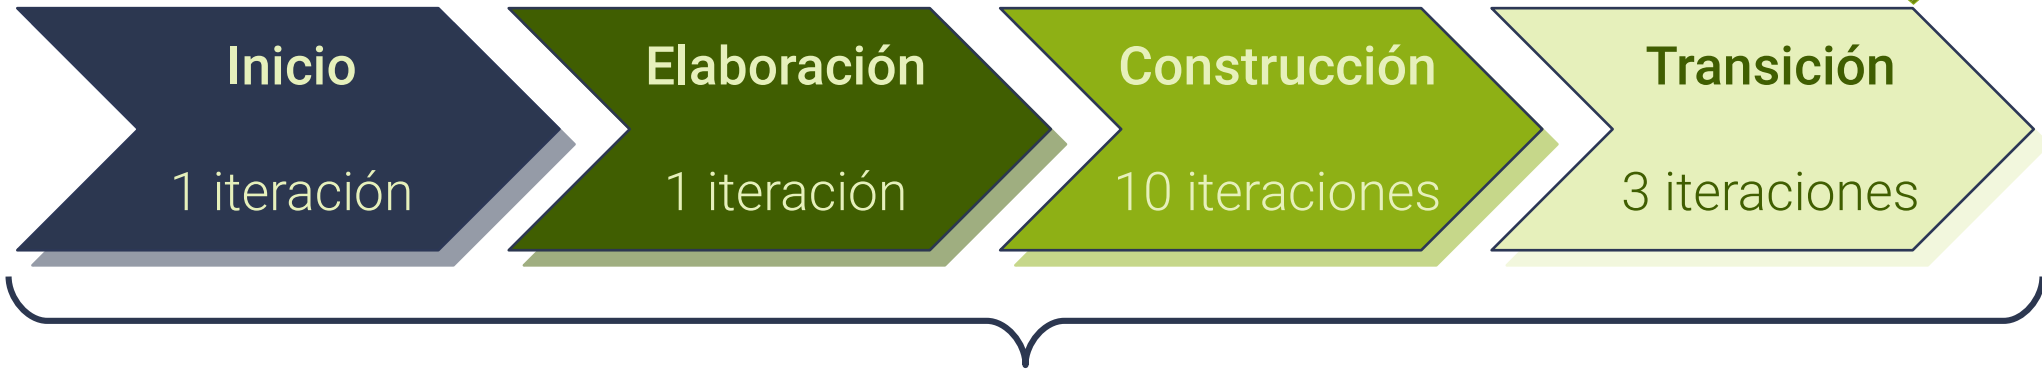 Inicio
1 iteración
Elaboración
1 iteración
Construcción
10 iteraciones
Transición
3 iteraciones